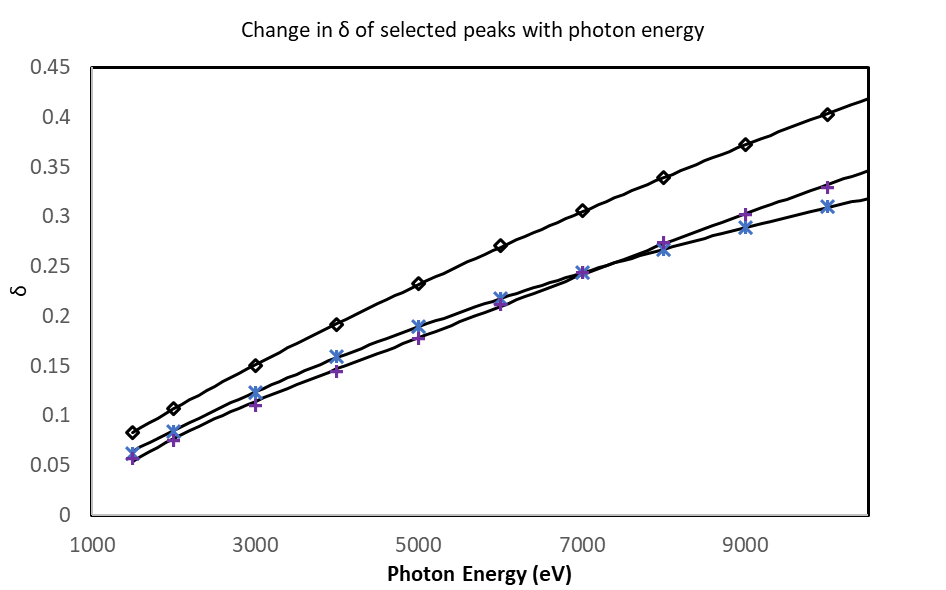 Change in δ of selected peaks with photon energy
0.45
0.4
0.35
0.3
0.25
δ
0.2
0.15
0.1
0.05
0
1000 3000 5000 7000 9000
Photon Energy (eV)